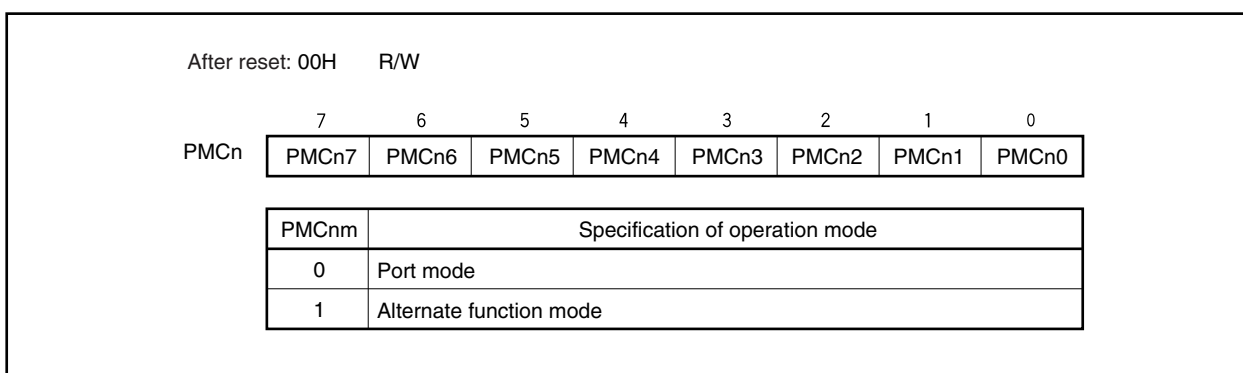 After reset: 00H R/W
7 6 5 4 3 2 1 0
PMCn PMCn7 PMCn6 PMCn5 PMCn4 PMCn3 PMCn2 PMCn1 PMCn0
PMCnm Specification of operation mode
0 Port mode
1 Alternate function mode